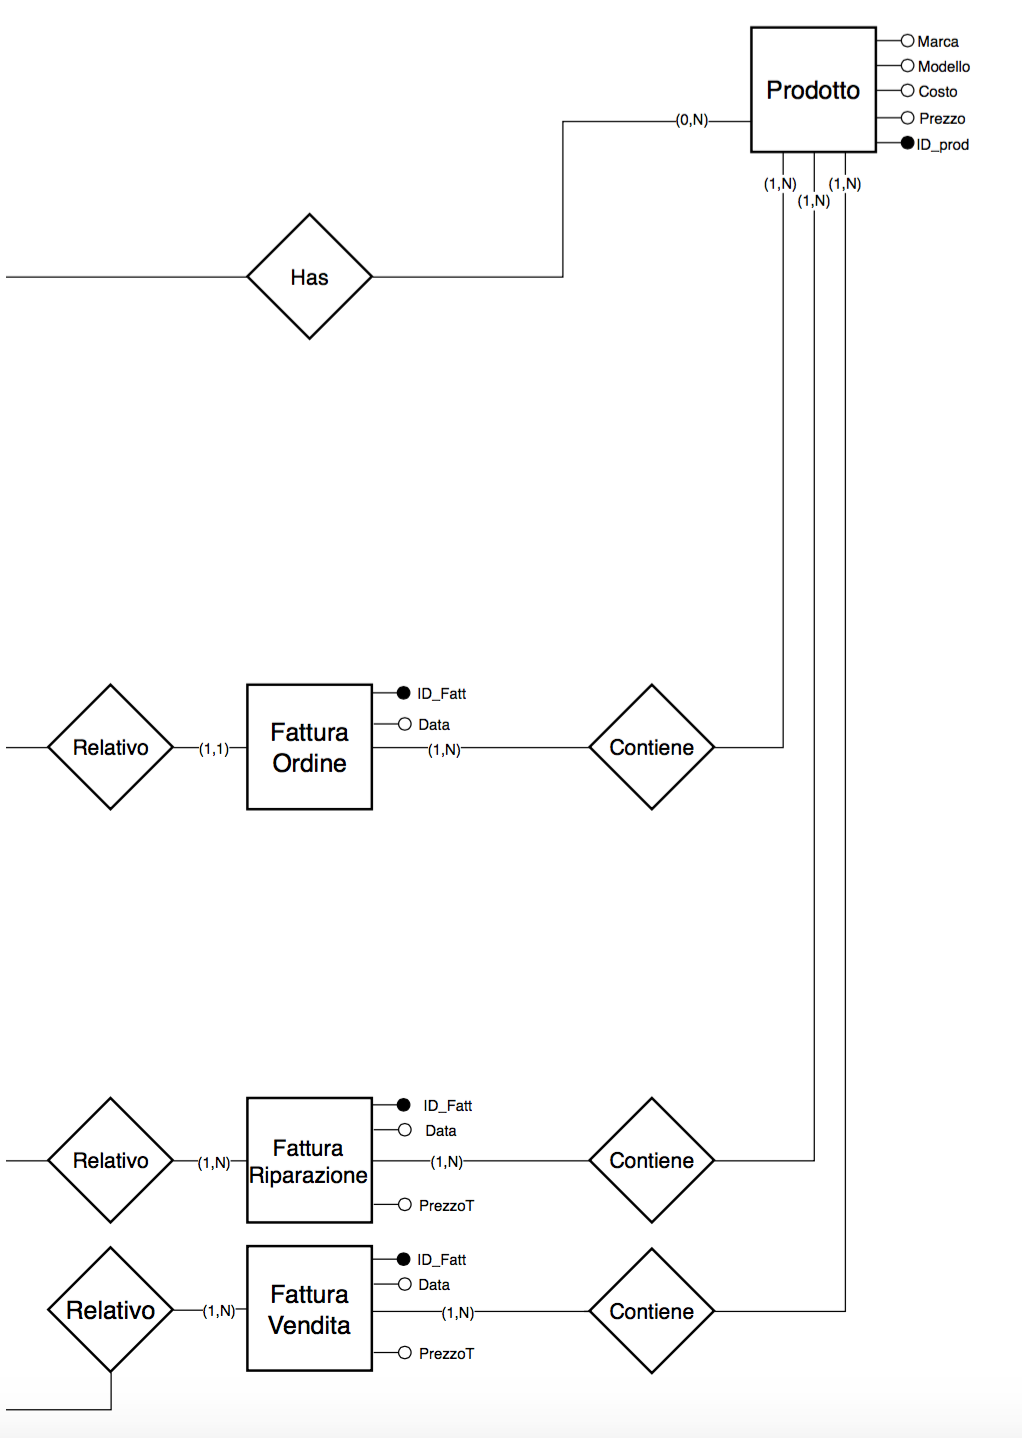 Prodotto
Marca
Modello
Costo
Prezzo
ID_prod
(0,N)
(1,N)
(1,N)
(1,N)
Has
Relativo
(1,1)
Fattura
Ordine
ID_Fatt
Data
(1,N)
Contiene
Relativo
(1,N)
Fattura
Riparazione
ID_Fatt
Data
(1,N)
PrezzoT
Contiene
Relativo
(1,N)
Fattura
Vendita
ID_Fatt
Data
(1,N)
PrezzoT
Contiene